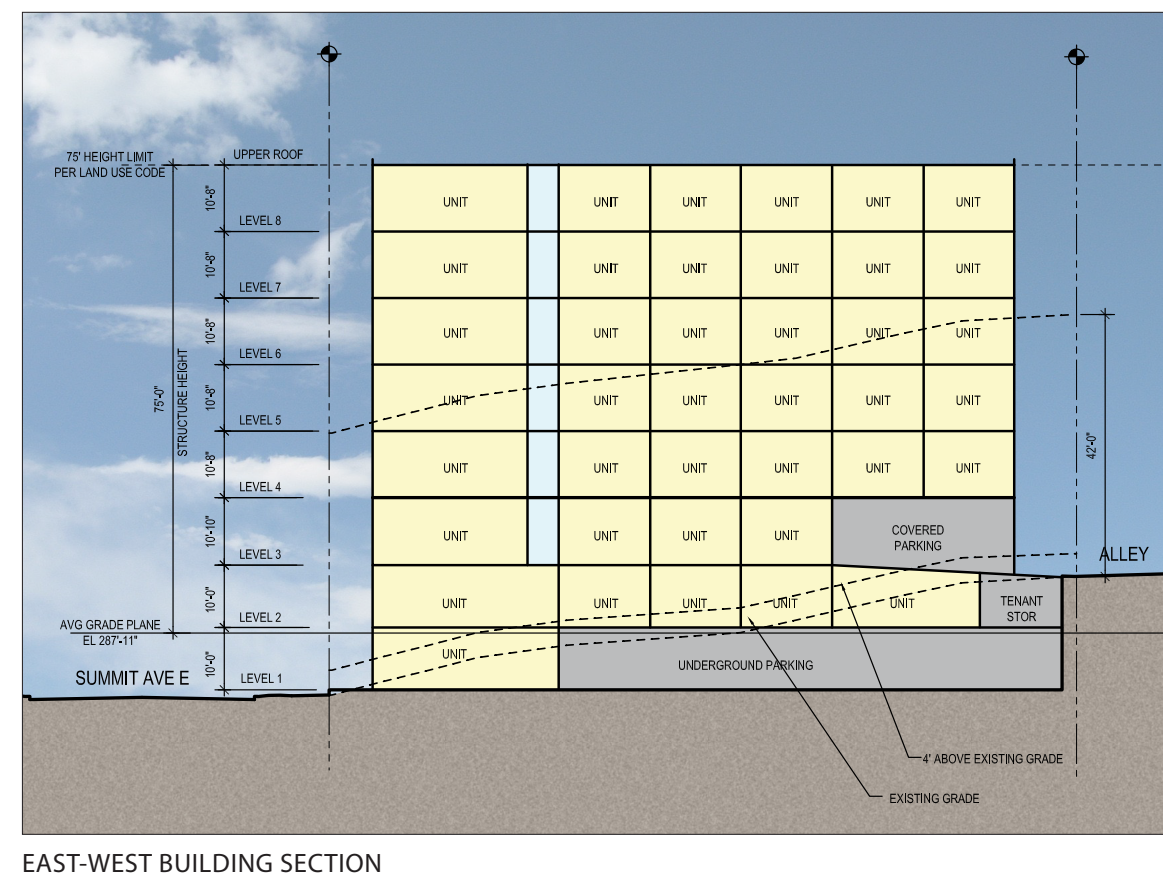 75' HEIGHT LIMIT
PER LAND USE CODE
UPPER ROOF
10'-8"
UNIT UNIT UNIT UNIT UNIT UNIT
LEVEL 8
10'-8"
UNIT UNIT UNIT UNIT UNIT UNIT
LEVEL 7
10'-8"
UNIT UNIT UNIT UNIT UNIT UNIT
LEVEL 6
75'-0"
STRUCTURE HEIGHT
10'-8"
UNIT UNIT UNIT UNIT UNIT UNIT
LEVEL 5
42'-0"
10'-8"
UNIT UNIT UNIT UNIT UNIT UNIT
LEVEL 4
10'-10"
UNIT UNIT UNIT UNIT
COVERED
PARKING
LEVEL 3
ALLEY
10'-0"
UNIT UNIT UNIT UNIT UNIT
TENANT
STOR
LEVEL 2
AVG GRADE PLANE
EL 287'-11"
10'-0"
UNIT
UNDERGROUND PARKING
SUMMIT AVE E
LEVEL 1
4' ABOVE EXISTING GRADE
EXISTING GRADE
EAST-WEST BUILDING SECTION